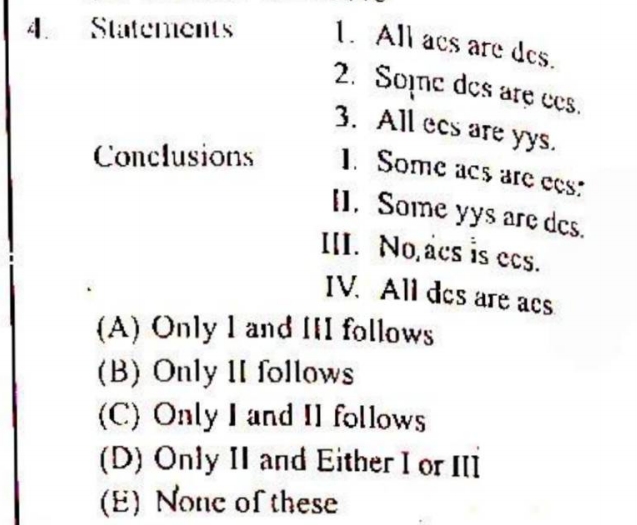 4. Statements 1. All acs are dcs.
2. Some dcs are ecs.
3. All ecs are yys.
Conclusions I. Some acs are ecs.
II. Some yys are dcs.
III. No acs is ecs.
IV. All dcs are acs
(A) Only I and III follows
(B) Only II follows
(C) Only I and II follows
(D) Only II and Either I or III
(E) None of these